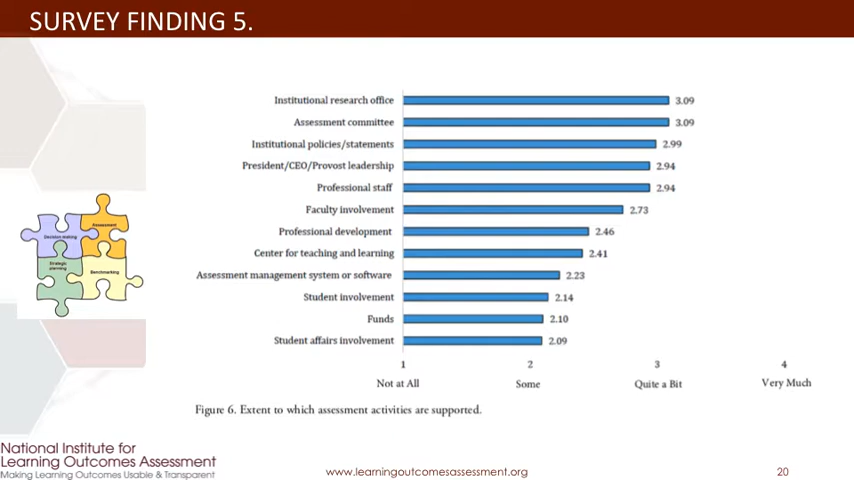 SURVEY FINDING 5.
Institutional research office 3.09
Assessment committee 3.09
Institutional policies/statements 2.99
President/CEO/Provost leadership 2.94
Professional staff 2.94
Faculty involvement 2.73
Professional development 2.46
Center for teaching and learning 2.41
Assessment management system or software 2.23
Student involvement 2.14
Funds 2.10
Student affairs involvement 2.09
1 2 3 4
Not at All Some Quite a Bit Very Much
Figure 6. Extent to which assessment activities are supported.
Decision making
Assessment
Strategic
planning
Benchmarking
National Institute for
Learning Outcomes Assessment
Making Learning Outcomes Usable & Transparent
www.learningoutcomesassessment.org
20